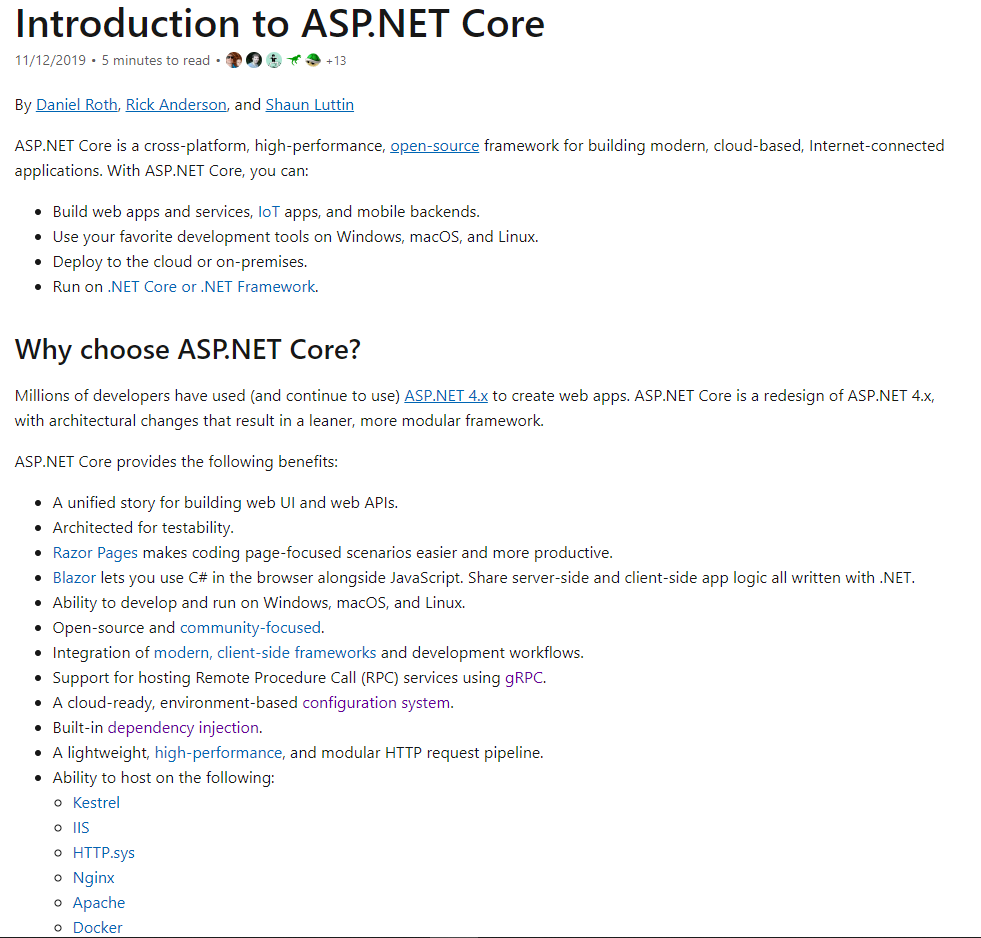 Introduction to ASP.NET Core
11/12/2019 • 5 minutes to read • +13
By Daniel Roth, Rick Anderson, and Shaun Luttin
ASP.NET Core is a cross-platform, high-performance, open-source framework for building modern, cloud-based, Internet-connected
applications. With ASP.NET Core, you can:
• Build web apps and services, IoT apps, and mobile backends.
• Use your favorite development tools on Windows, macOS, and Linux.
• Deploy to the cloud or on-premises.
• Run on .NET Core or .NET Framework.
Why choose ASP.NET Core?
Millions of developers have used (and continue to use) ASP.NET 4.x to create web apps. ASP.NET Core is a redesign of ASP.NET 4.x,
with architectural changes that result in a leaner, more modular framework.
ASP.NET Core provides the following benefits:
• A unified story for building web UI and web APIs.
• Architected for testability.
• Razor Pages makes coding page-focused scenarios easier and more productive.
• Blazor lets you use C# in the browser alongside JavaScript. Share server-side and client-side app logic all written with .NET.
• Ability to develop and run on Windows, macOS, and Linux.
• Open-source and community-focused.
• Integration of modern, client-side frameworks and development workflows.
• Support for hosting Remote Procedure Call (RPC) services using gRPC.
• A cloud-ready, environment-based configuration system.
• Built-in dependency injection.
• A lightweight, high-performance, and modular HTTP request pipeline.
• Ability to host on the following:
○ Kestrel
○ IIS
○ HTTP.sys
○ Nginx
○ Apache
○ Docker